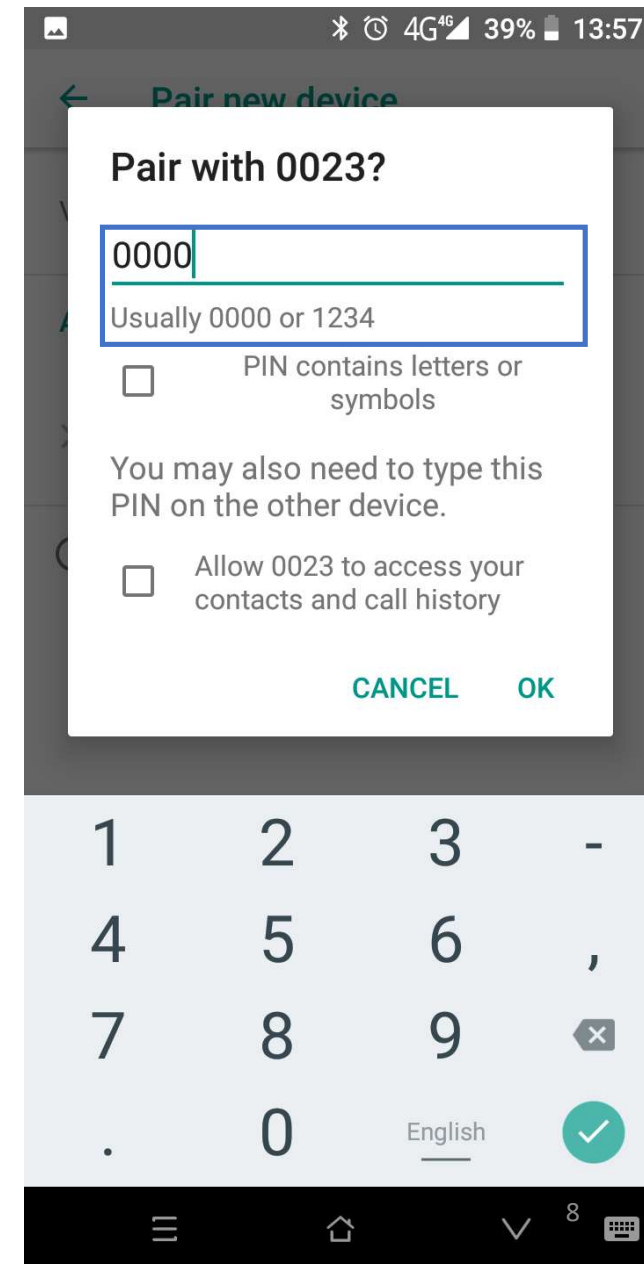 4G 4G 39% 13:57
Pair new device
Pair with 0023?
0000
Usually 0000 or 1234
PIN contains letters or
symbols
You may also need to type this
PIN on the other device.
Allow 0023 to access your
contacts and call history
CANCEL OK
1 2 3 -
4 5 6 ,
7 8 9
. 0 English
8